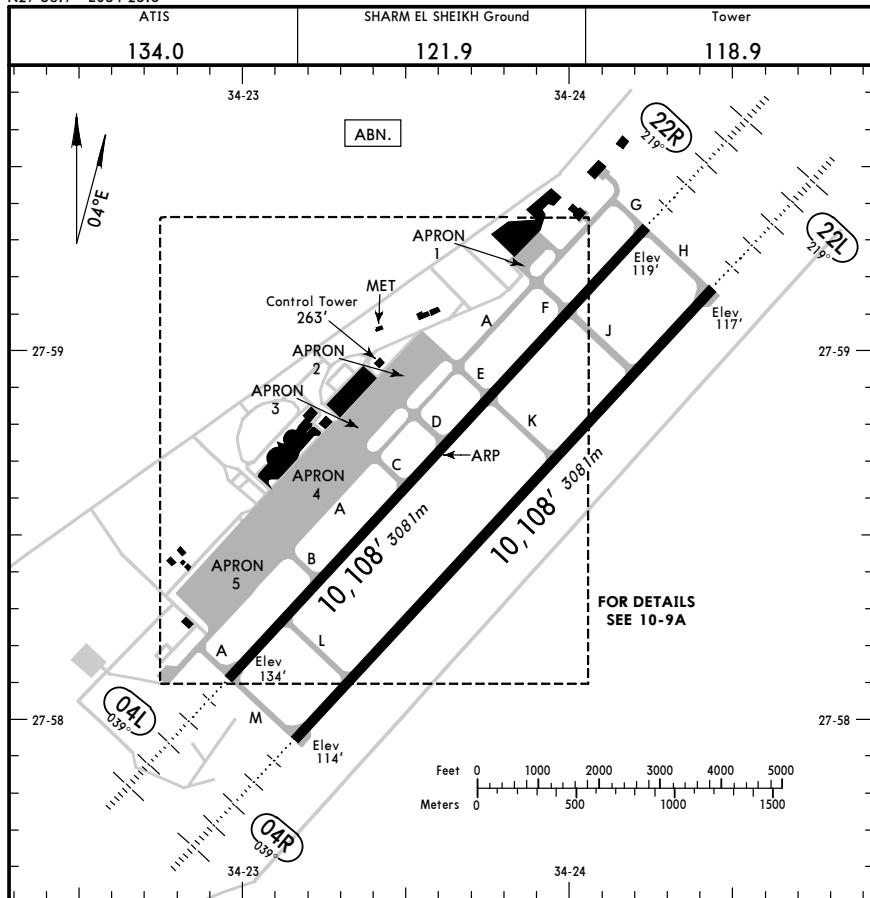 ATIS
SHARM EL SHEIKH Ground
Tower
134.0
121.9
118.9
34-23
34-24
ABN.
22R
219°
04°E
G
22L
219°
APRON
1
H
Elev
119'
MET
Control Tower
263'
F
Elev
117'
A
J
27-59
27-59
APRON
2
APRON
3
E
D
K
ARP
C
APRON
4
A
10,108' 3081m
10,108' 3081m
B
APRON
5
FOR DETAILS
SEE 10-9A
L
A
Elev
134'
04L
039°
M
27-58
27-58
Elev
114'
Feet 0 1000 2000 3000 4000 5000
Meters 0 500 1000 1500
04R
039°
34-23
34-24